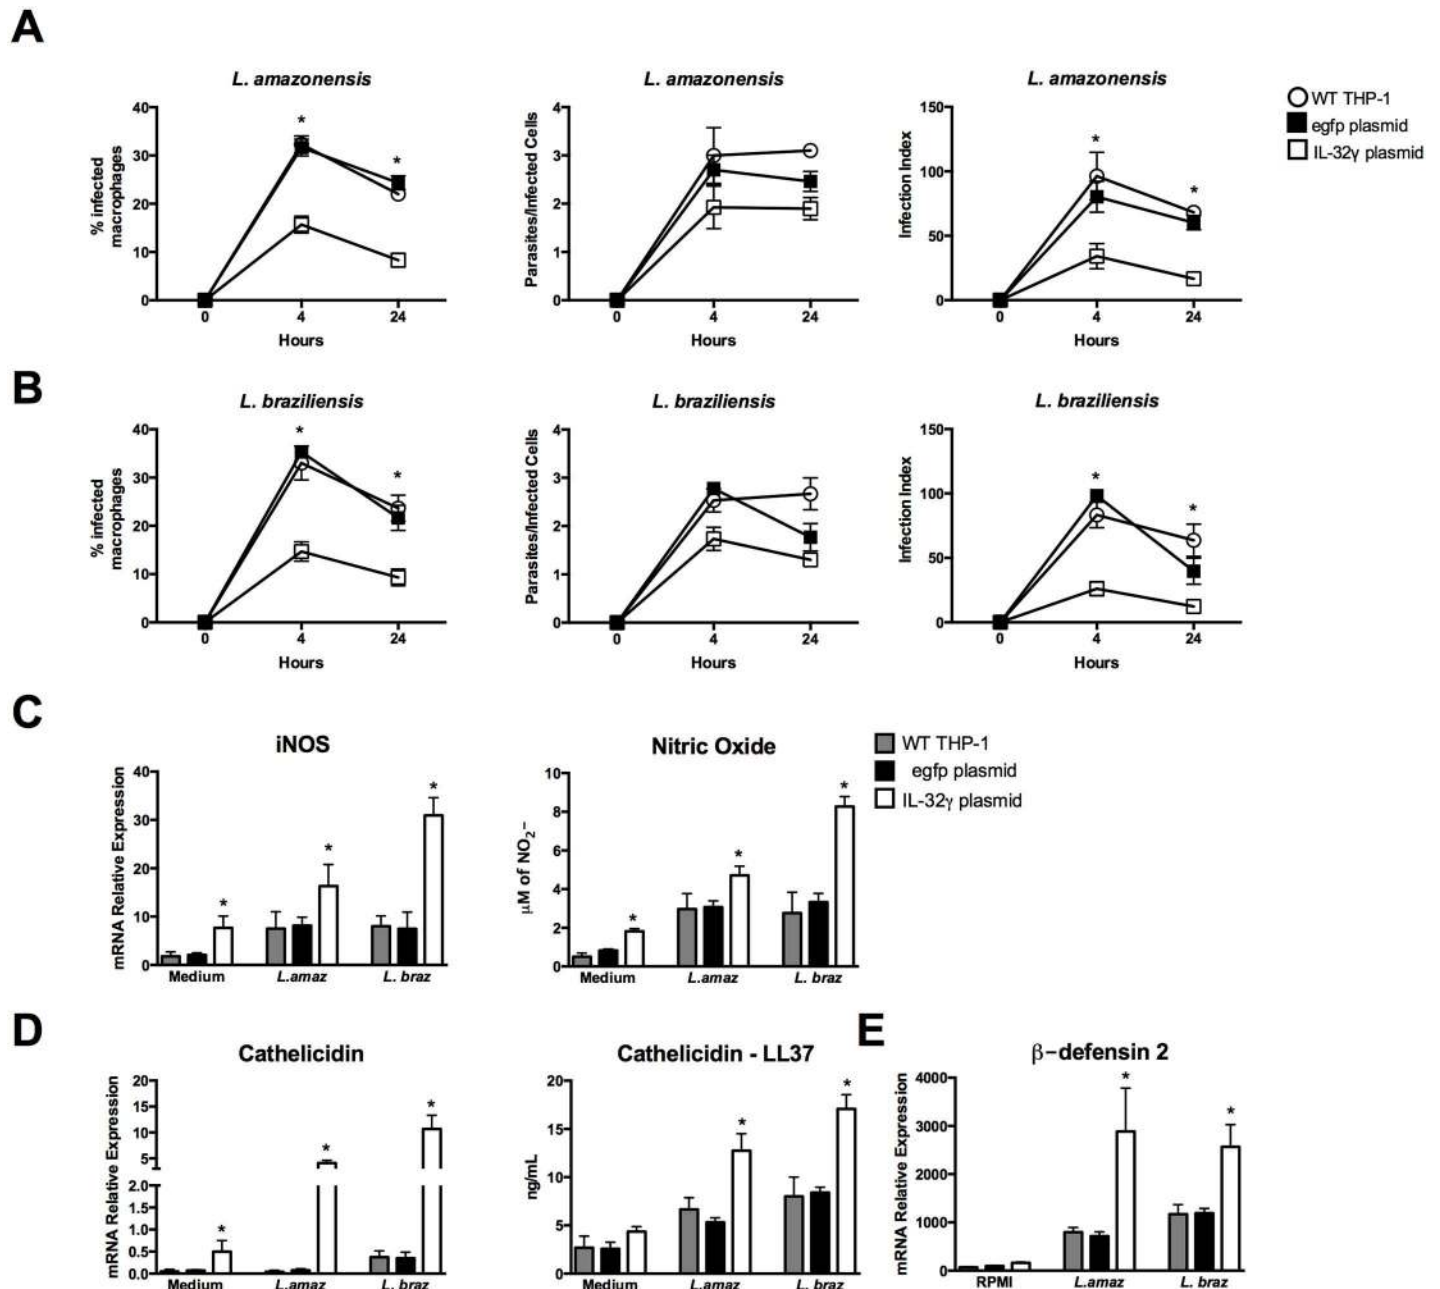 A
L. amazonensis
L. amazonensis
L. amazonensis
WT THP-1
egfp plasmid
IL-32γ plasmid
% infected
macrophages
40
30
20
10
0
0
4
24
Hours
*
*
Parasites/Infected Cells
4
3
2
1
0
0
4
24
Hours
Infection Index
150
100
50
0
0
4
24
Hours
*
*
B
L. braziliensis
L. braziliensis
L. braziliensis
% infected
macrophages
40
30
20
10
0
0
4
24
Hours
*
*
Parasites/Infected Cells
4
3
2
1
0
0
4
24
Hours
Infection Index
150
100
50
0
0
4
24
Hours
*
*
C
iNOS
mRNA Relative Expression
40
30
20
10
0
Medium
L.amaz
L. braz
*
*
*
Nitric Oxide
μM of NO₂⁻
10
8
6
4
2
0
Medium
L.amaz
L. braz
*
*
*
WT THP-1
egfp plasmid
IL-32γ plasmid
D
Cathelicidin
mRNA Relative Expression
20
15
10
5
2.0
1.5
1.0
0.5
0.0
Medium
L.amaz
L. braz
*
*
*
Cathelicidin - LL37
ng/mL
20
15
10
5
0
Medium
L.amaz
L. braz
*
*
E
β-defensin 2
mRNA Relative Expression
4000
3000
2000
1000
0
RPMI
L.amaz
L. braz
*
*